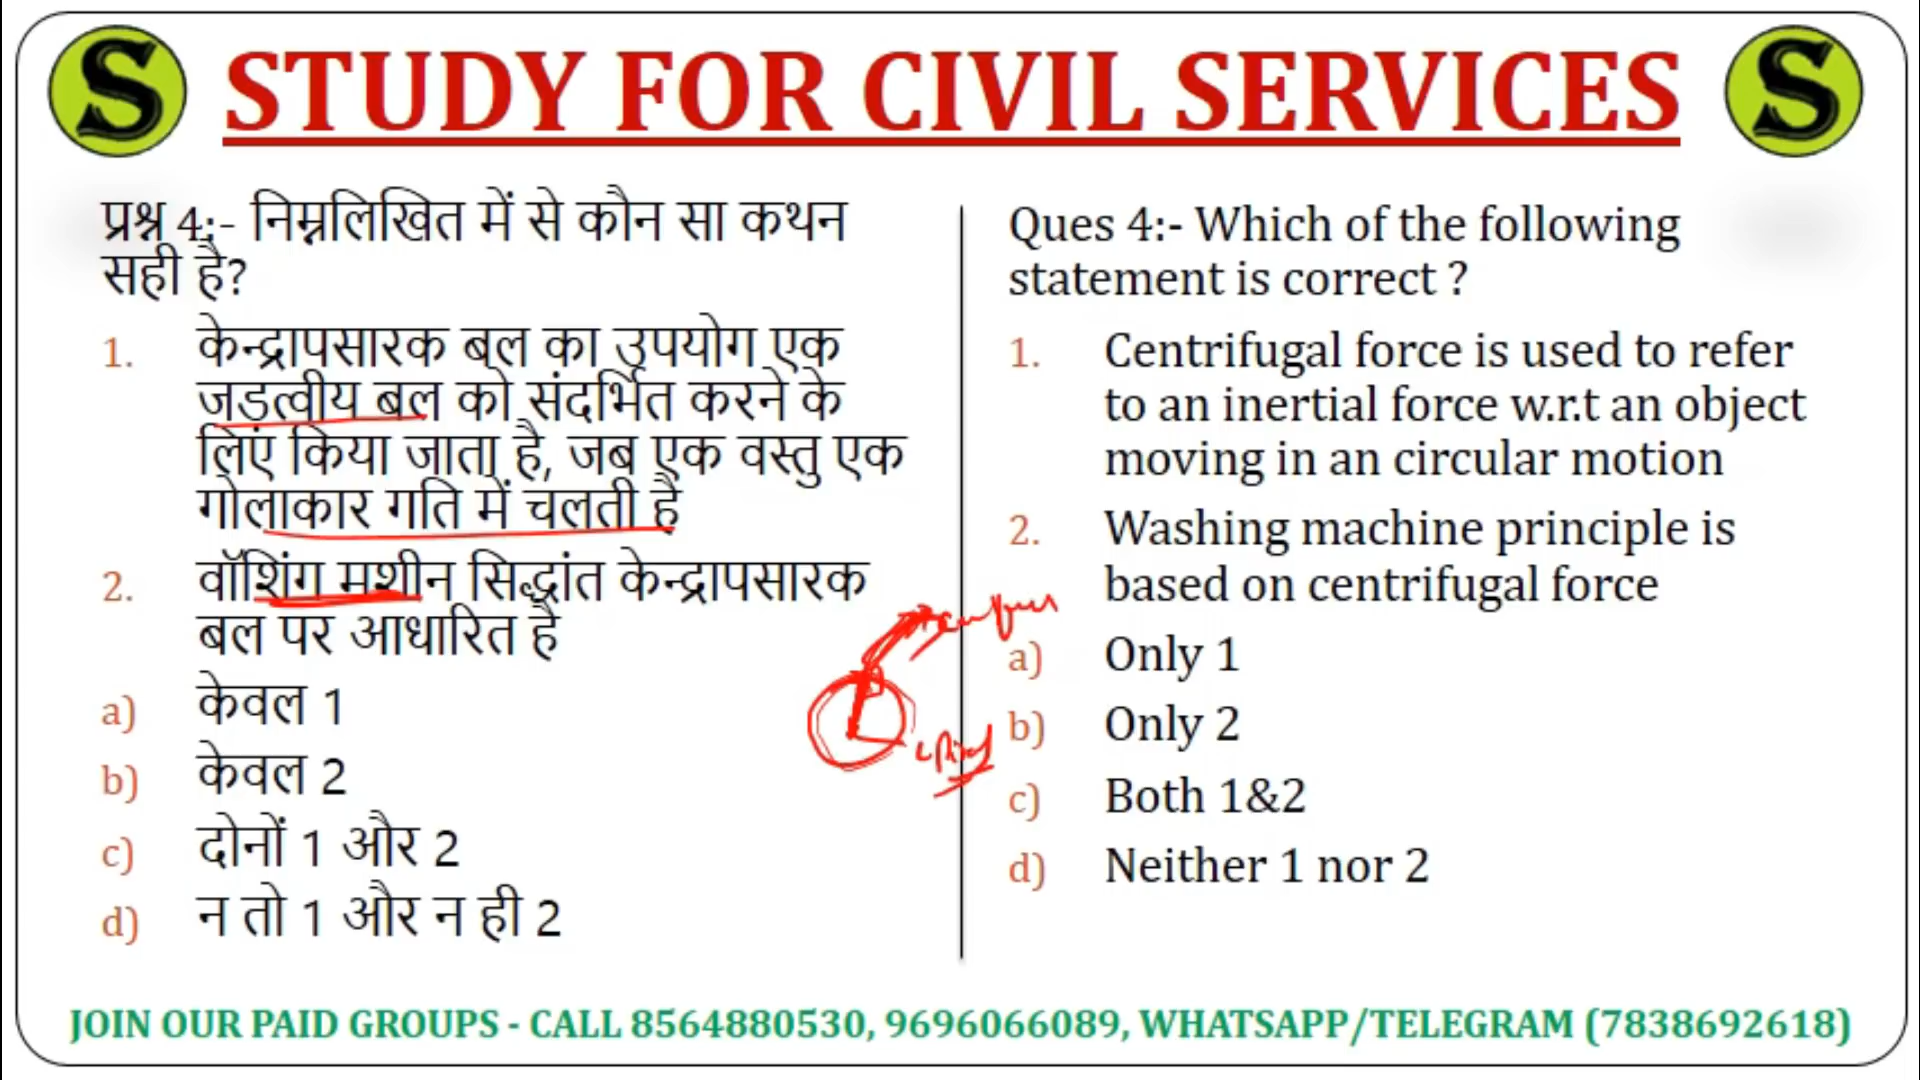 S STUDY FOR CIVIL SERVICES S
प्रश्न 4:- निम्नलिखित में से कौन सा कथन
सही है?
1. केन्द्रापसारक बल का उपयोग एक
जड़त्वीय बल को संदर्भित करने के
लिए किया जाता है, जब एक वस्तु एक
गोलाकार गति में चलती है
2. वॉशिंग मशीन सिद्धांत केन्द्रापसारक
बल पर आधारित है
a) केवल 1
b) केवल 2
c) दोनों 1 और 2
d) न तो 1 और न ही 2
Ques 4:- Which of the following
statement is correct ?
1. Centrifugal force is used to refer
to an inertial force w.r.t an object
moving in an circular motion
2. Washing machine principle is
based on centrifugal force
a) Only 1
b) Only 2
c) Both 1&2
d) Neither 1 nor 2
JOIN OUR PAID GROUPS - CALL 8564880530, 9696066089, WHATSAPP/TELEGRAM (7838692618)